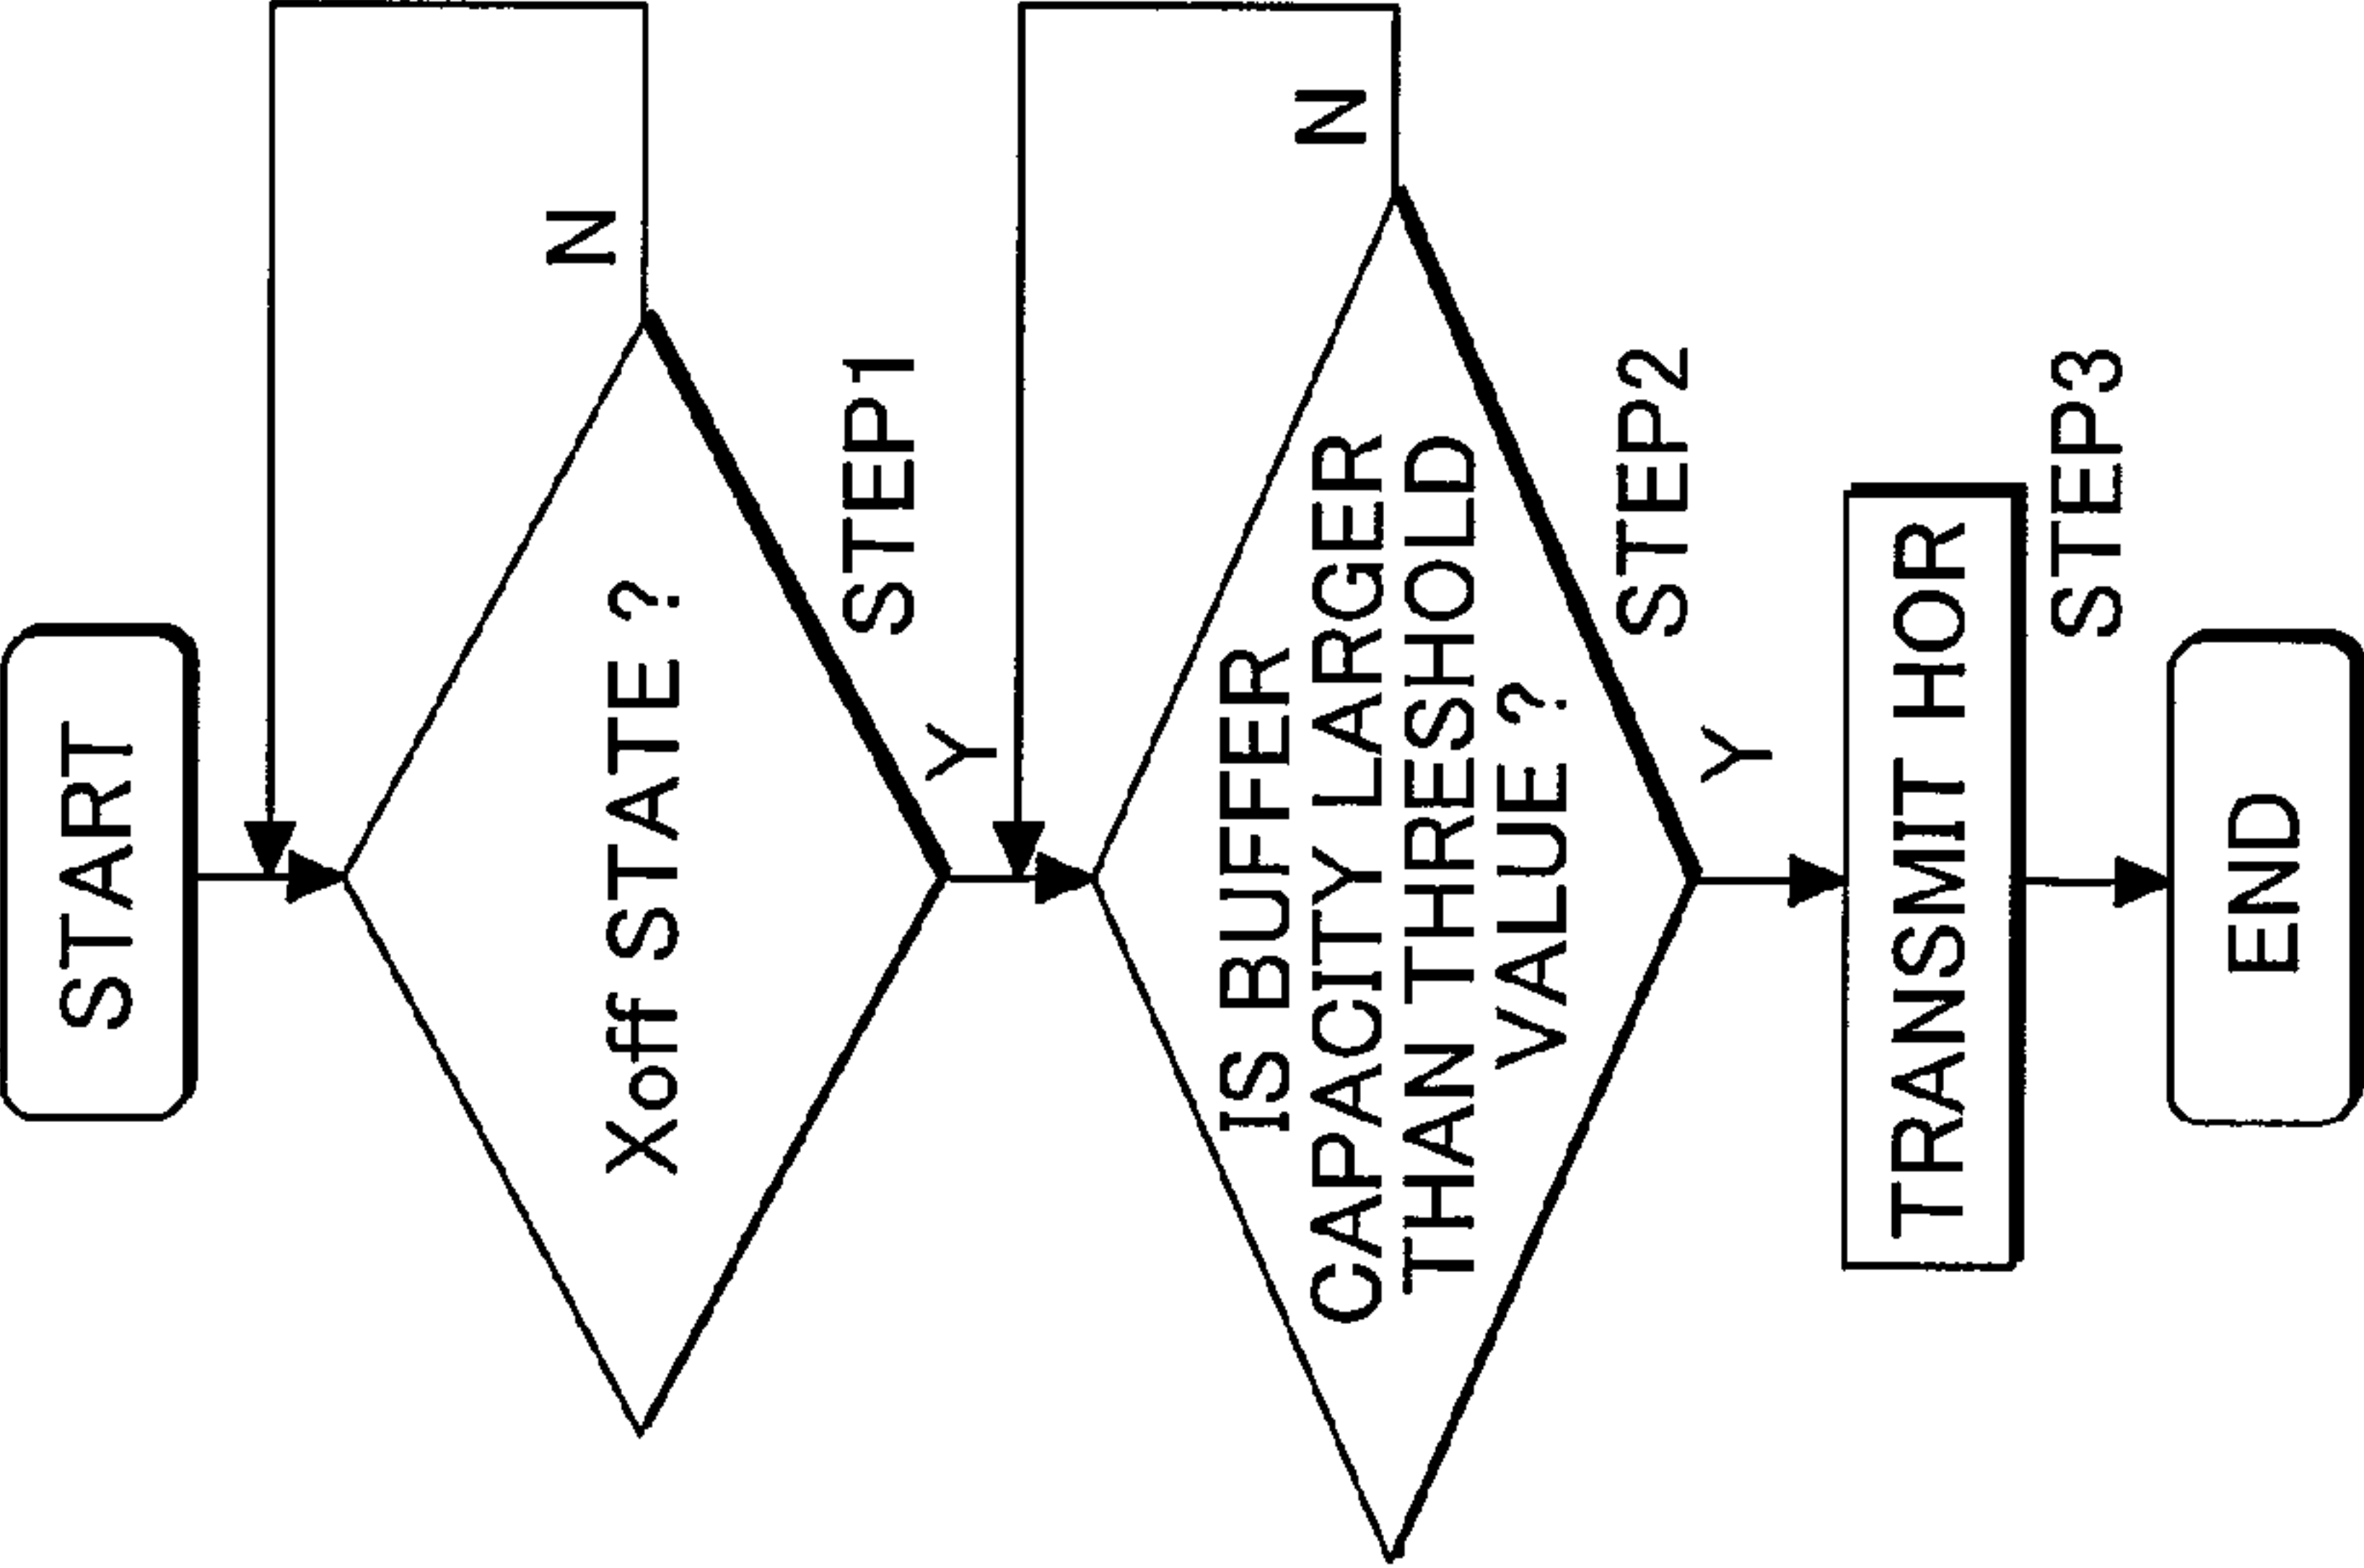 START
N
Xoff STATE ?
STEP1
Y
N
IS BUFFER
CAPACITY LARGER
THAN THRESHOLD
VALUE ?
STEP2
Y
TRANSMIT HOR
STEP3
END